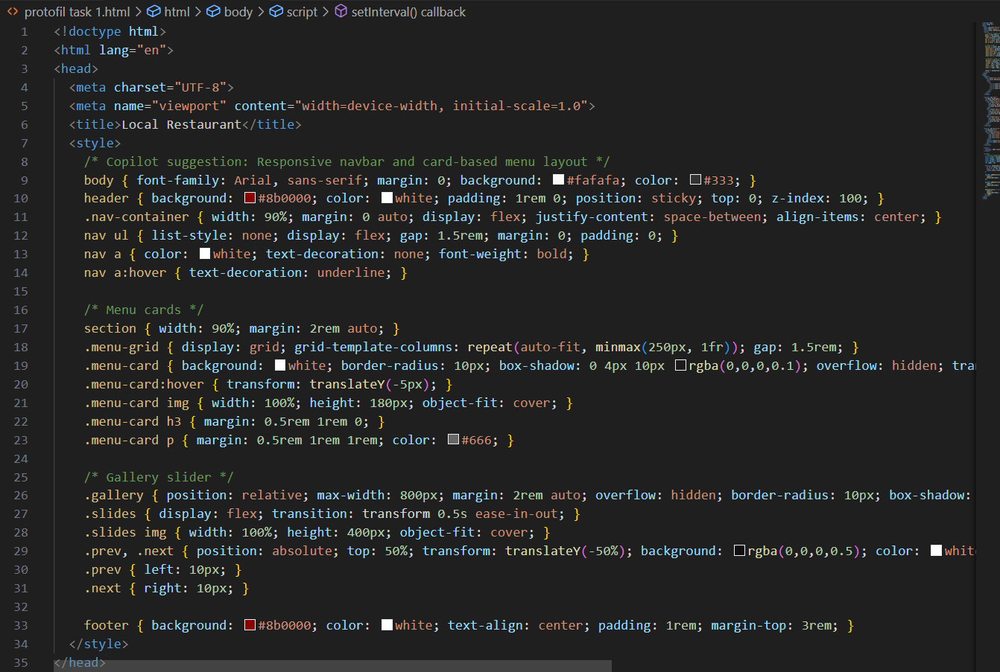 protofil task 1.html > html > body > script > setInterval() callback
1 <!doctype html>
2 <html lang="en">
3 <head>
4 <meta charset="UTF-8">
5 <meta name="viewport" content="width=device-width, initial-scale=1.0">
6 <title>Local Restaurant</title>
7 <style>
8 /* Copilot suggestion: Responsive navbar and card-based menu layout */
9 body { font-family: Arial, sans-serif; margin: 0; background: #fafafa; color: #333; }
10 header { background: #8b0000; color: white; padding: 1rem 0; position: sticky; top: 0; z-index: 100; }
11 .nav-container { width: 90%; margin: 0 auto; display: flex; justify-content: space-between; align-items: center; }
12 nav ul { list-style: none; display: flex; gap: 1.5rem; margin: 0; padding: 0; }
13 nav a { color: white; text-decoration: none; font-weight: bold; }
14 nav a:hover { text-decoration: underline; }
15
16 /* Menu cards */
17 section { width: 90%; margin: 2rem auto; }
18 .menu-grid { display: grid; grid-template-columns: repeat(auto-fit, minmax(250px, 1fr)); gap: 1.5rem; }
19 .menu-card { background: white; border-radius: 10px; box-shadow: 0 4px 10px rgba(0,0,0,0.1); overflow: hidden; tra
20 .menu-card:hover { transform: translateY(-5px); }
21 .menu-card img { width: 100%; height: 180px; object-fit: cover; }
22 .menu-card h3 { margin: 0.5rem 1rem 0; }
23 .menu-card p { margin: 0.5rem 1rem 1rem; color: #666; }
24
25 /* Gallery slider */
26 .gallery { position: relative; max-width: 800px; margin: 2rem auto; overflow: hidden; border-radius: 10px; box-shadow:
27 .slides { display: flex; transition: transform 0.5s ease-in-out; }
28 .slides img { width: 100%; height: 400px; object-fit: cover; }
29 .prev, .next { position: absolute; top: 50%; transform: translateY(-50%); background: rgba(0,0,0,0.5); color: whit
30 .prev { left: 10px; }
31 .next { right: 10px; }
32
33 footer { background: #8b0000; color: white; text-align: center; padding: 1rem; margin-top: 3rem; }
34 </style>
35 </head>